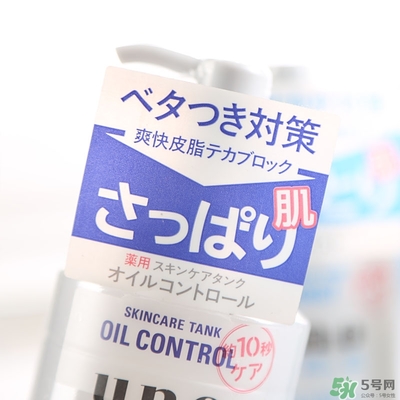 ベタつき対策
爽快皮脂テカブロック
さっぱり肌
薬用 スキンケアタンク
オイルコントロール
SKINCARE TANK
OIL CONTROL
約10秒
ケア
5号网